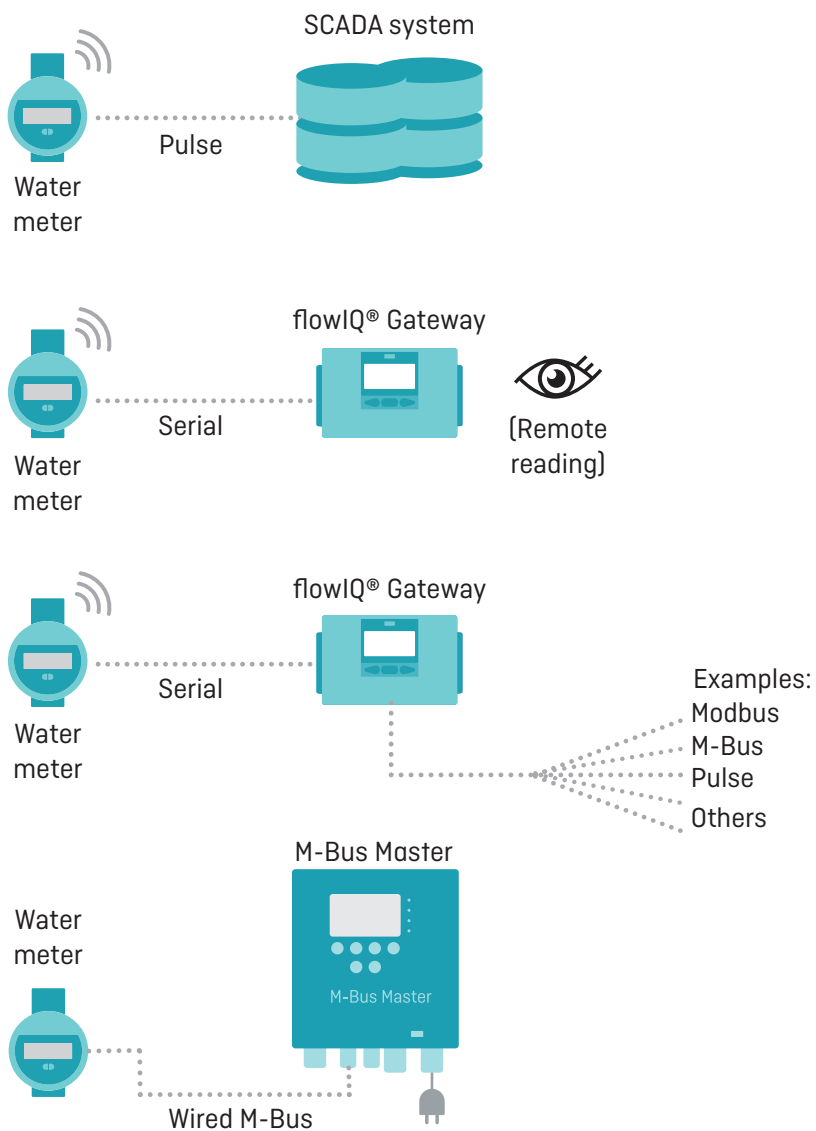 SCADA system
Pulse
Water
meter
flowIQ® Gateway
Serial
(Remote
reading)
Water
meter
flowIQ® Gateway
Serial
Water
meter
Examples:
Modbus
M-Bus
Pulse
Others
M-Bus Master
Water
meter
M-Bus Master
Wired M-Bus